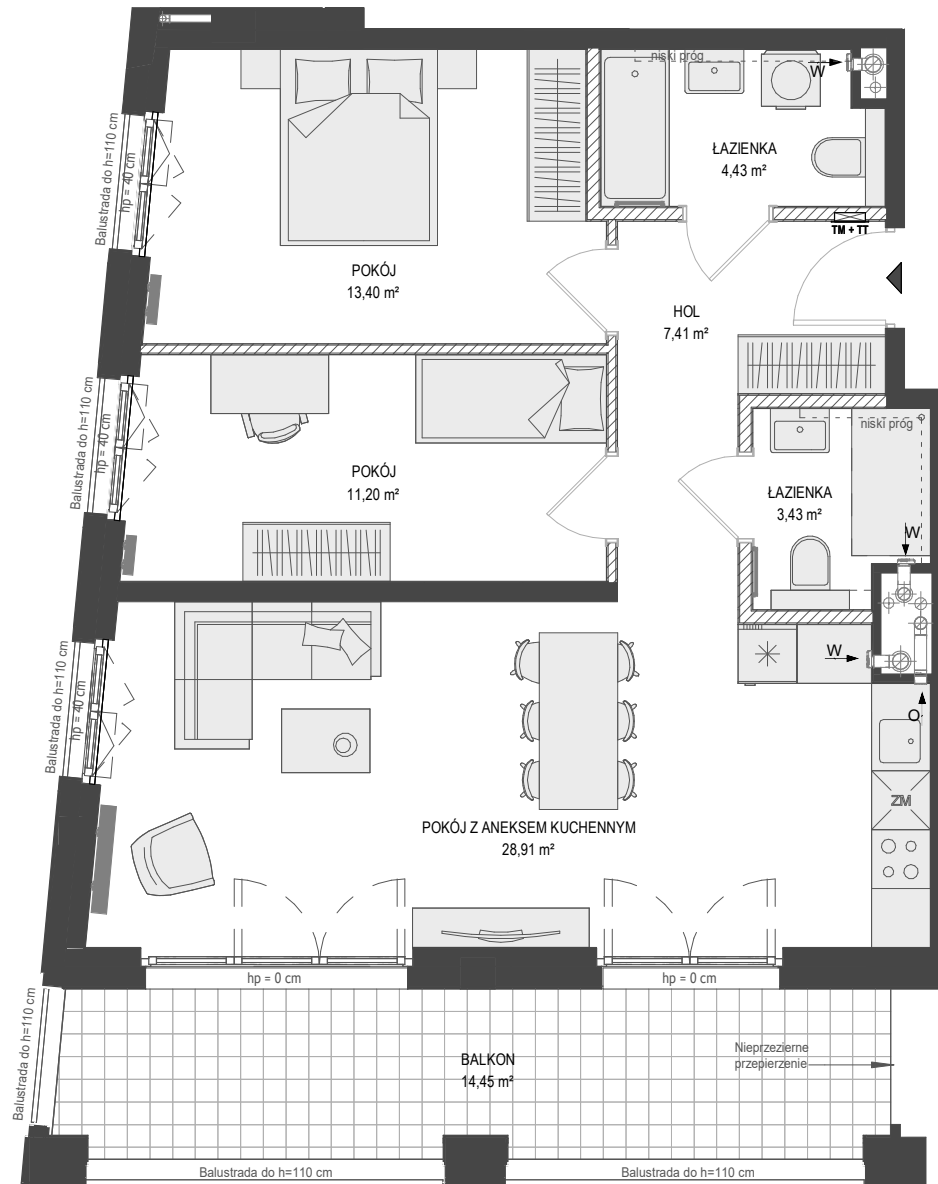 niski próg
W
ŁAZIENKA
4,43 m²
Balustrada do h=110 cm
hp = 40 cm
TM + TT
POKÓJ
13,40 m²
HOL
7,41 m²
Balustrada do h=110 cm
hp = 40 cm
niski próg
POKÓJ
11,20 m²
ŁAZIENKA
3,43 m²
W
Balustrada do h=110 cm
hp = 40 cm
W
O
ZM
POKÓJ Z ANEKSEM KUCHENNYM
28,91 m²
hp = 0 cm
hp = 0 cm
Balustrada do h=110 cm
BALKON
14,45 m²
Nieprzezierne
przepierzenie
Balustrada do h=110 cm
Balustrada do h=110 cm